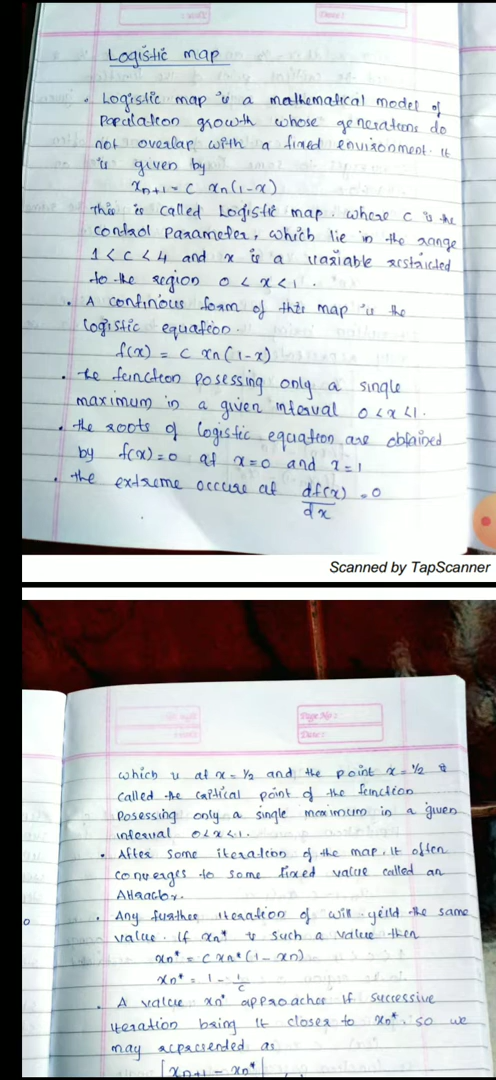 Logistic map
• Logistic map is a mathematical model of
Population growth whose generations do
not overlap with a fixed environment. It
is given by
xn+1 = c xn(1-x)
This is called Logistic map. where c is the
control Parameter, which lie in the range
1 < c < 4 and x is a variable restricted
to the region 0 < x < 1.
• A continous form of this map is the
logistic equation.
f(x) = c xn(1-x)
• the function posessing only a single
maximum in a given interval 0 < x < 1.
• the roots of logistic equation are obtained
by f(x) = 0 at x = 0 and x = 1
• the extreme occurs at df(x)/dx = 0
Scanned by TapScanner
Page No :
Date :
which is at x = 1/2 and the point x = 1/2 is
called the critical point of the function
Posessing only a single maximum in a given
interval 0 < x < 1.
• After some iteration of the map, it often
converges to some fixed value called an
Attractor.
• Any further iteration of will yeild the same
value. If xn* is such a value then
xn* = c xn*(1 - xn)
xn* = 1 - 1/c
• A value xn* approaches if successive
iteration bring it closer to xn*. so we
may represented as
|xn+1 - xn*|